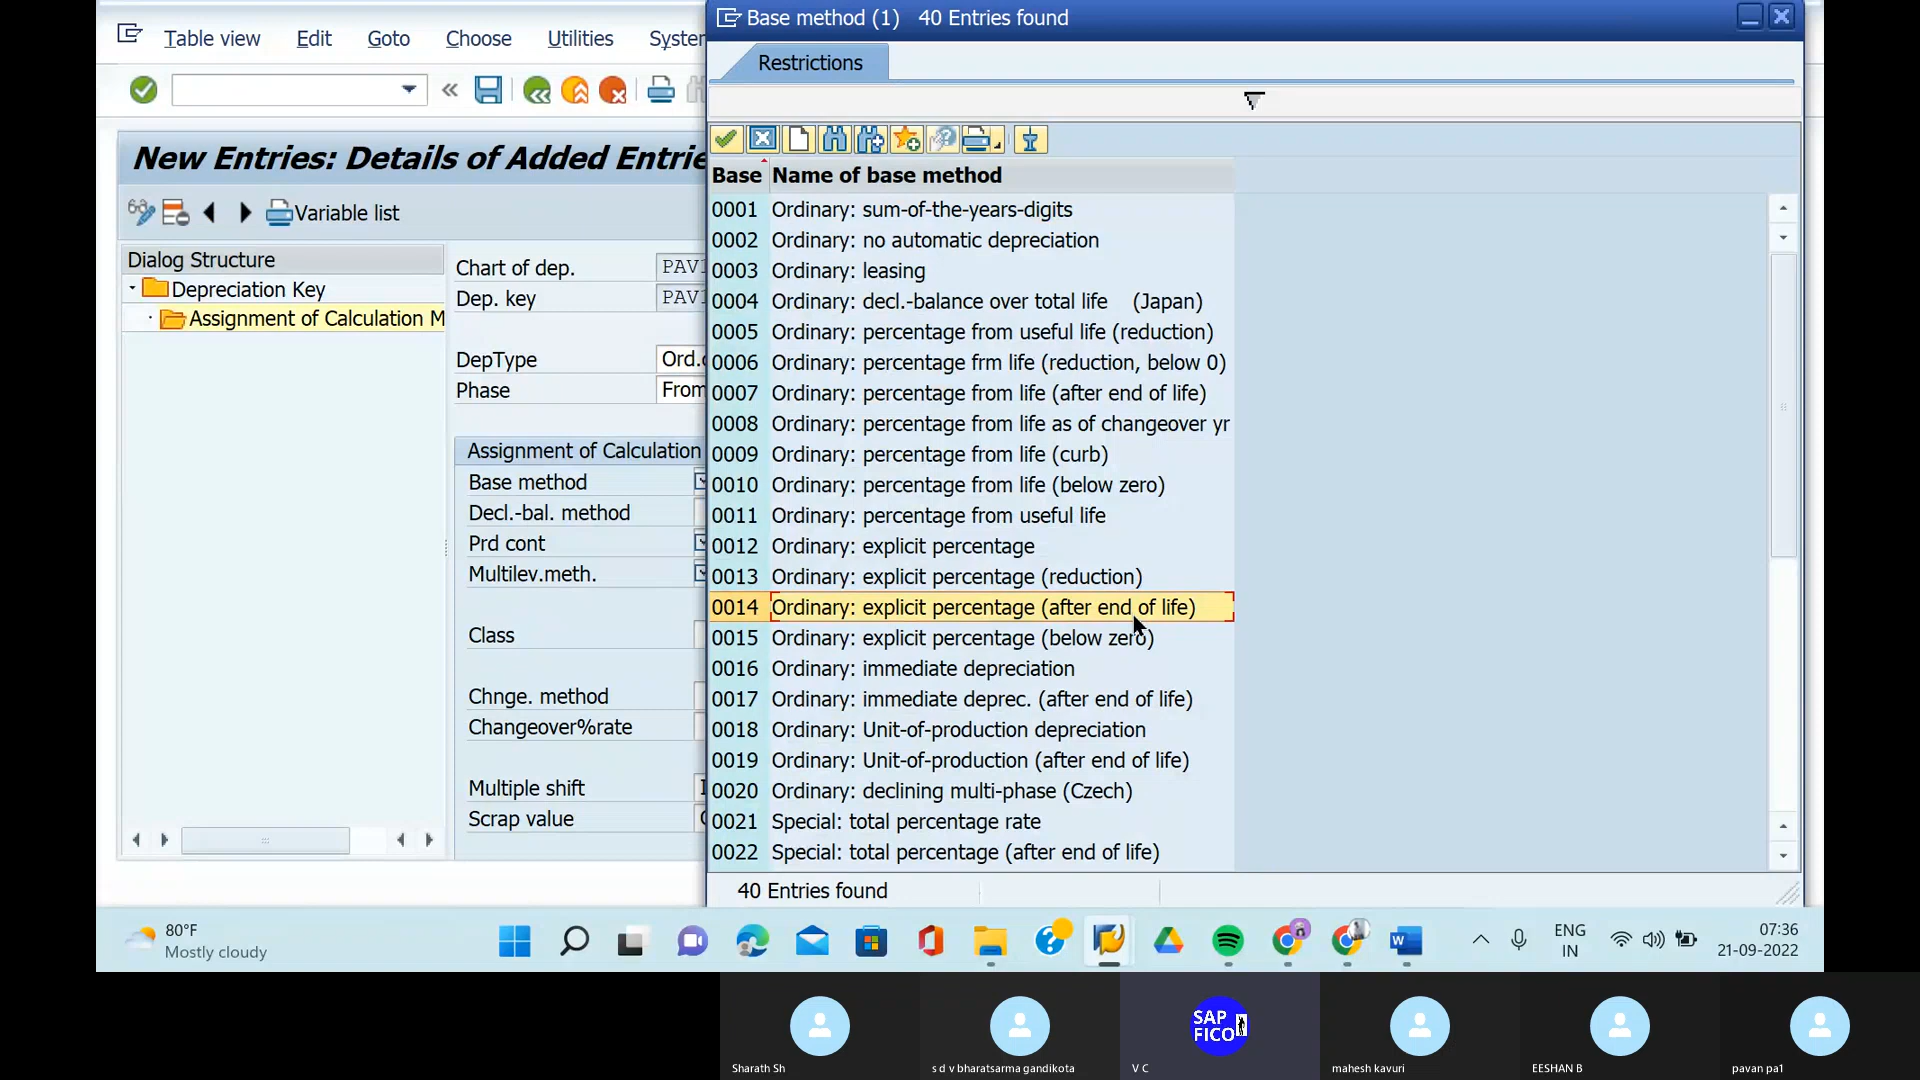 Table view Edit Goto Choose Utilities
New Entries: Details of Added
Variable list
Dialog Structure
Depreciation Key
Assignment of Calculation M
Chart of dep. PAV1
Dep. key PAV1
DepType
Phase From
Assignment of Calculation
Base method
Decl.-bal. method
Prd cont
Multilev.meth.
Class
Chnge. method
Changeover%rate
Multiple shift
Scrap value
Base method (1) 40 Entries found
Restrictions
Base Name of base method
0001 Ordinary: sum-of-the-years-digits
0002 Ordinary: no automatic depreciation
0003 Ordinary: leasing
0004 Ordinary: decl.-balance over total life (Japan)
0005 Ordinary: percentage from useful life (reduction)
0006 Ordinary: percentage frm life (reduction, below 0)
0007 Ordinary: percentage from life (after end of life)
0008 Ordinary: percentage from life as of changeover yr
0009 Ordinary: percentage from life (curb)
0010 Ordinary: percentage from life (below zero)
0011 Ordinary: percentage from useful life
0012 Ordinary: explicit percentage
0013 Ordinary: explicit percentage (reduction)
0014 Ordinary: explicit percentage (after end of life)
0015 Ordinary: explicit percentage (below zero)
0016 Ordinary: immediate depreciation
0017 Ordinary: immediate deprec. (after end of life)
0018 Ordinary: Unit-of-production depreciation
0019 Ordinary: Unit-of-production (after end of life)
0020 Ordinary: declining multi-phase (Czech)
0021 Special: total percentage rate
0022 Special: total percentage (after end of life)
40 Entries found
80°F
Mostly cloudy
ENG
IN
07:36
21-09-2022
SAP
FICO
Sharath Sh
s d v bharatsarma gandikota
V C
mahesh kavuri
EESHAN B
pavan pa1